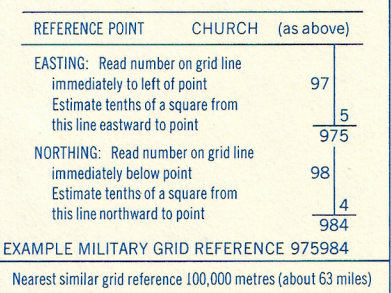 REFERENCE POINT CHURCH (as above)
EASTING: Read number on grid line
immediately to left of point 97
Estimate tenths of a square from
this line eastward to point 5
975
NORTHING: Read number on grid line
immediately below point 98
Estimate tenths of a square from
this line northward to point 4
984
EXAMPLE MILITARY GRID REFERENCE 975984
Nearest similar grid reference 100,000 metres (about 63 miles)